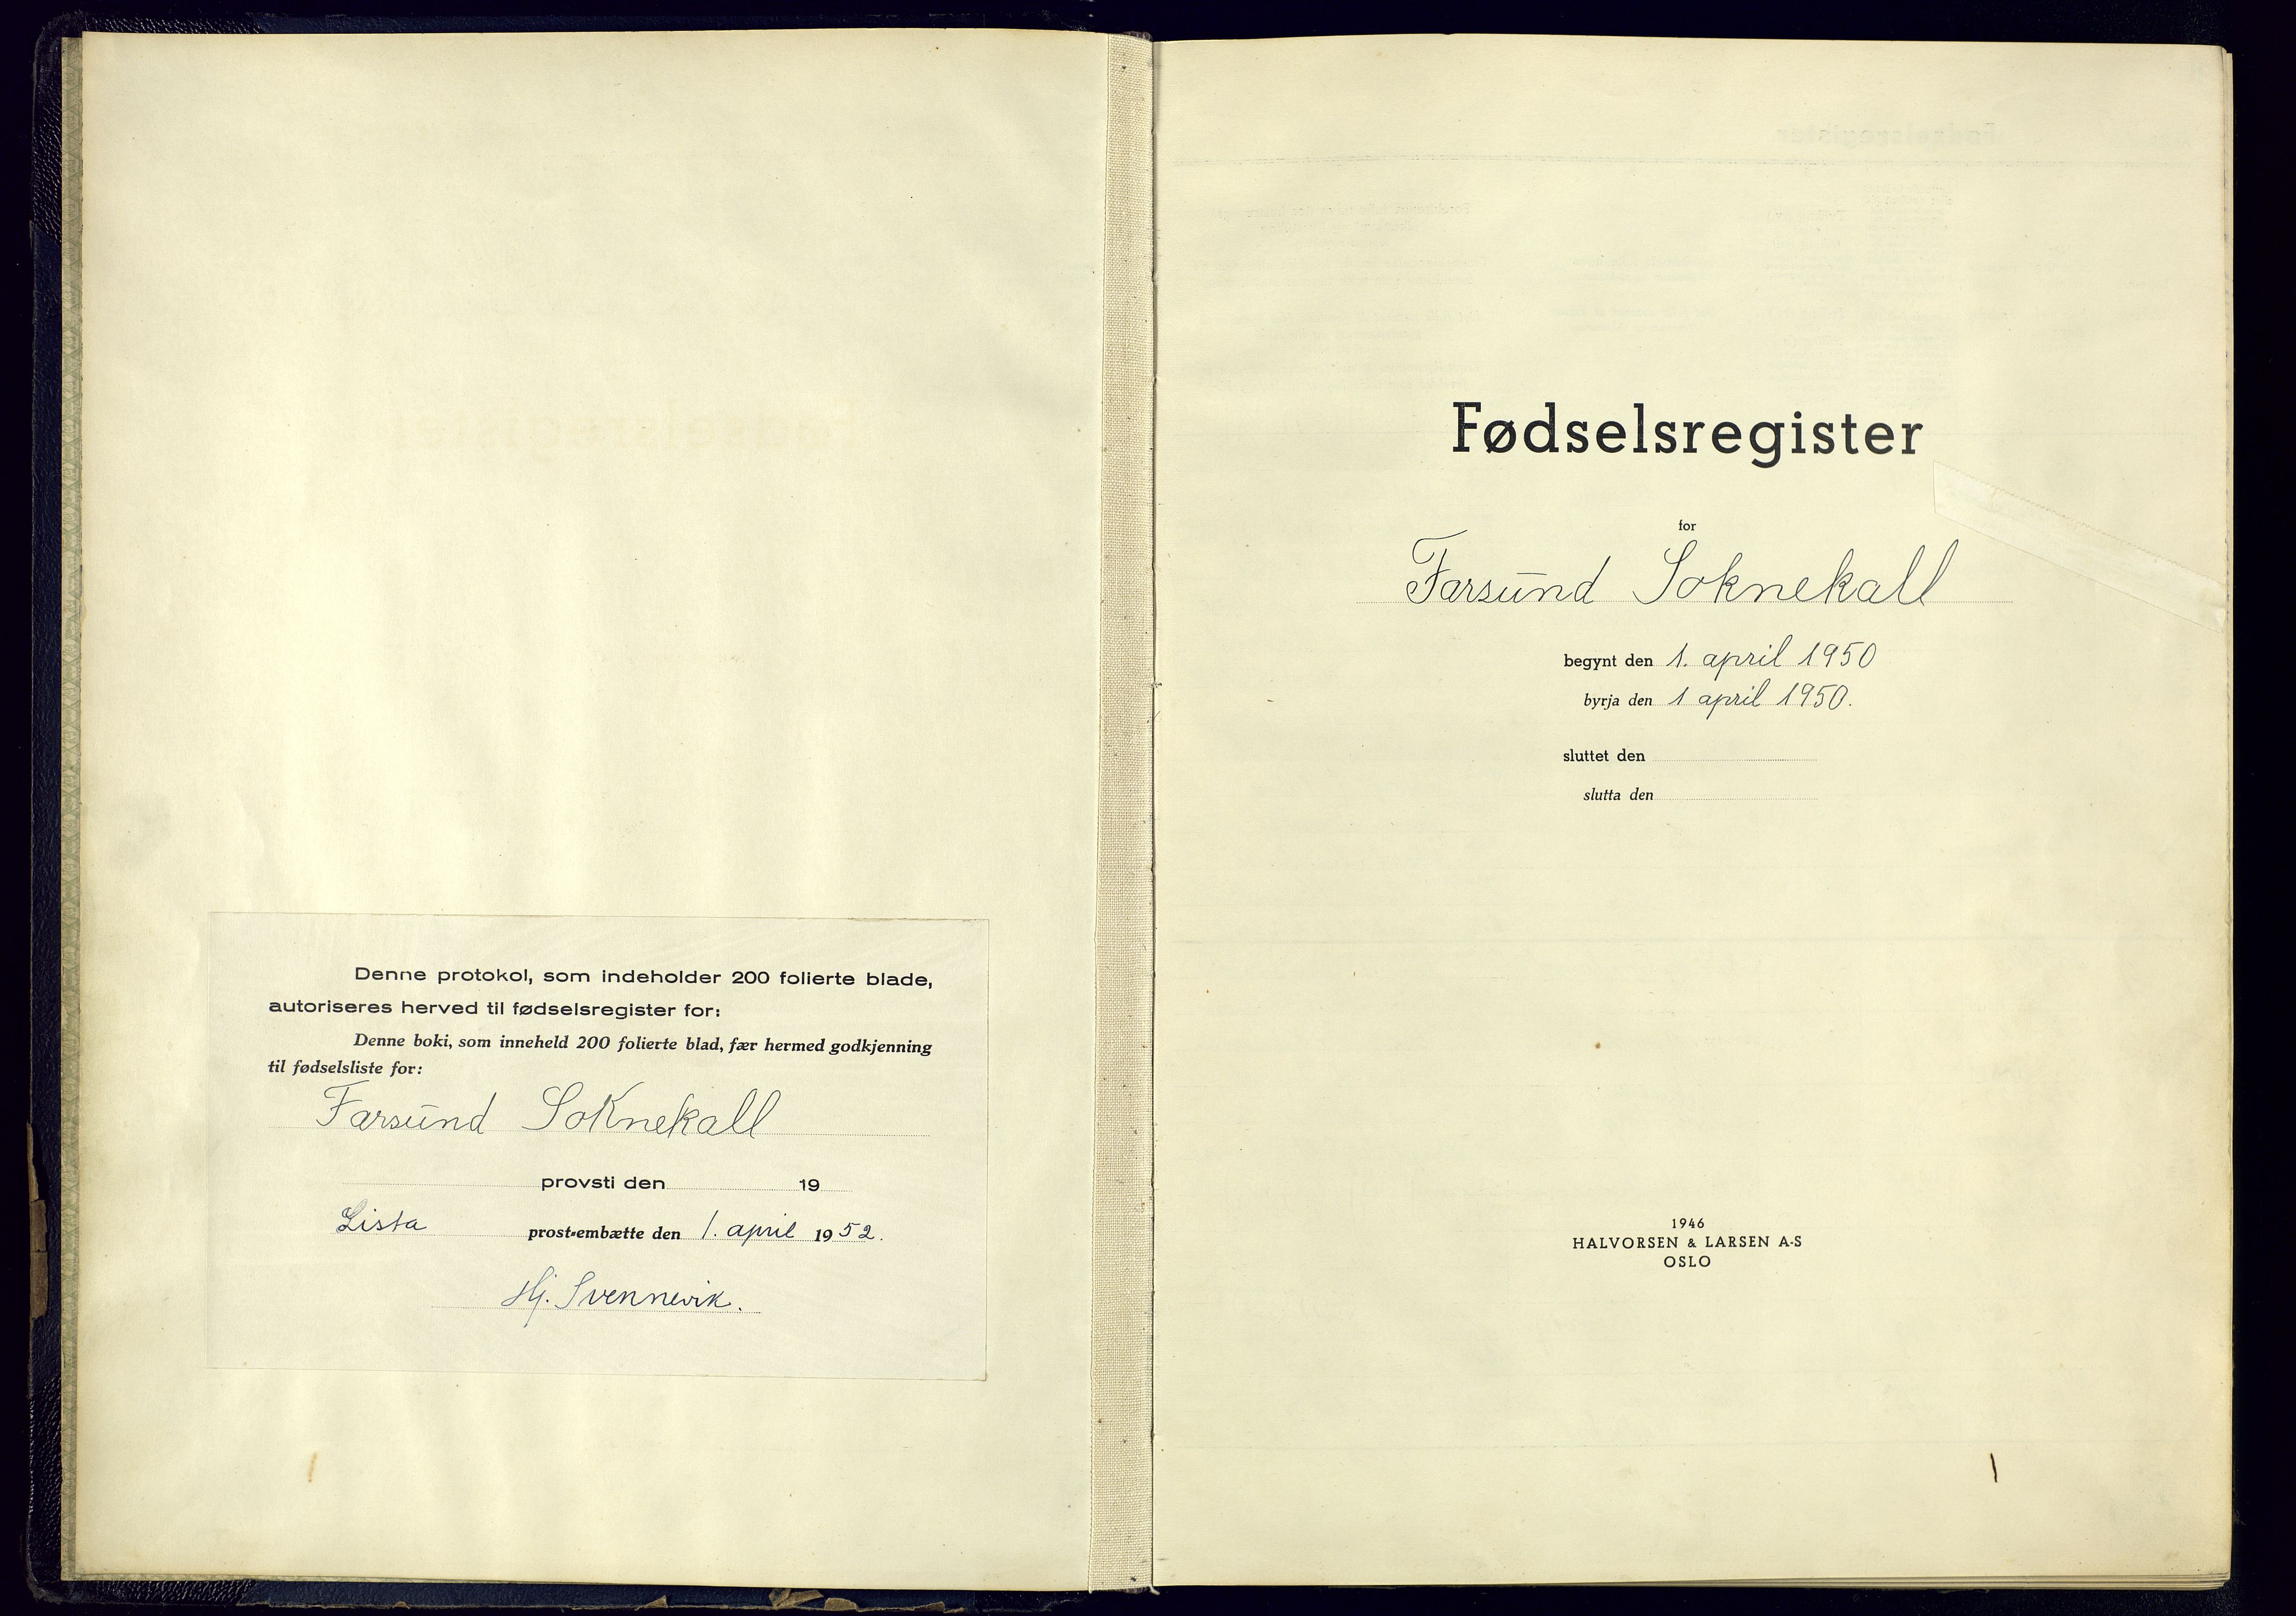 Denne protokol, som indeholder 200 folierte blade,
autoriseres herved til fødselsregister for:
Denne boki, som inneheld 200 folierte blad, fær hermed godkjenning
til fødselsliste for:
Farsund Soknekall
provsti den 19
Lista prost-embætte den 1. april 1952.
Hj. Svennevik.
Fødselsregister
for
Farsund Soknekall
begynt den 1. april 1950
byrja den 1 april 1950.
sluttet den
slutta den
1946
HALVORSEN & LARSEN A-S
OSLO